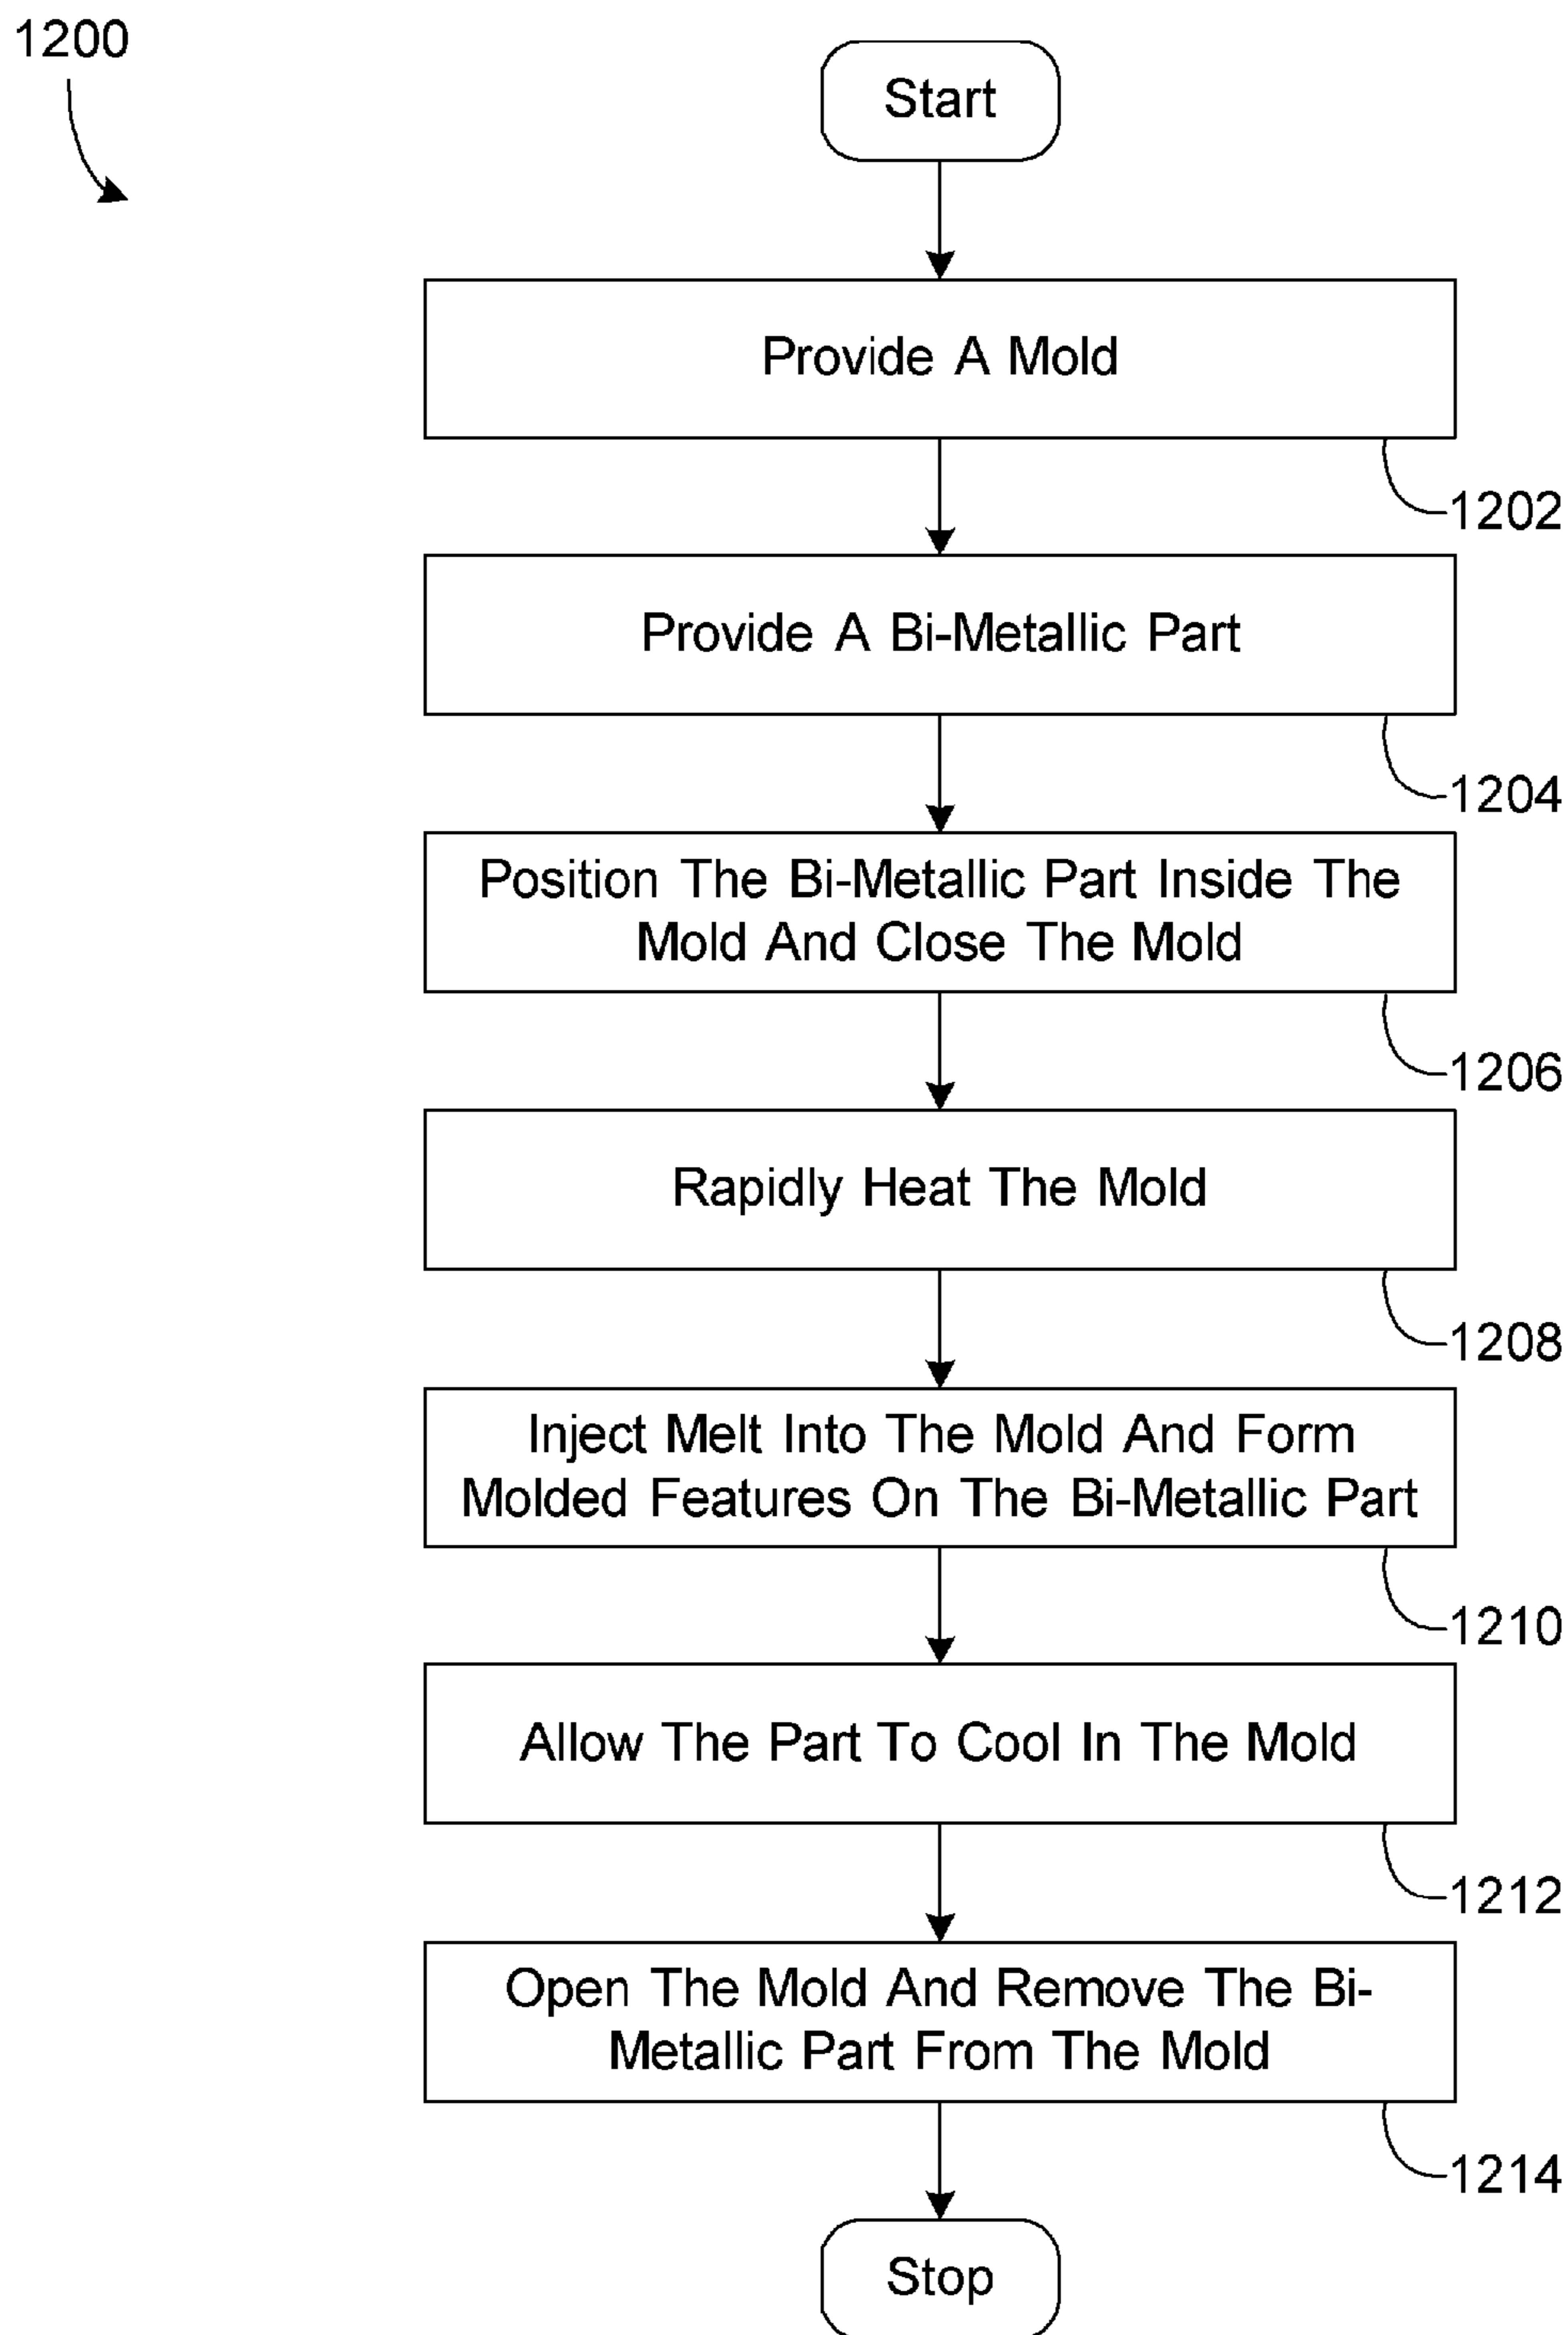 1200
Start
Provide A Mold
1202
Provide A Bi-Metallic Part
1204
Position The Bi-Metallic Part Inside The
Mold And Close The Mold
1206
Rapidly Heat The Mold
1208
Inject Melt Into The Mold And Form
Molded Features On The Bi-Metallic Part
1210
Allow The Part To Cool In The Mold
1212
Open The Mold And Remove The Bi-
Metallic Part From The Mold
1214
Stop